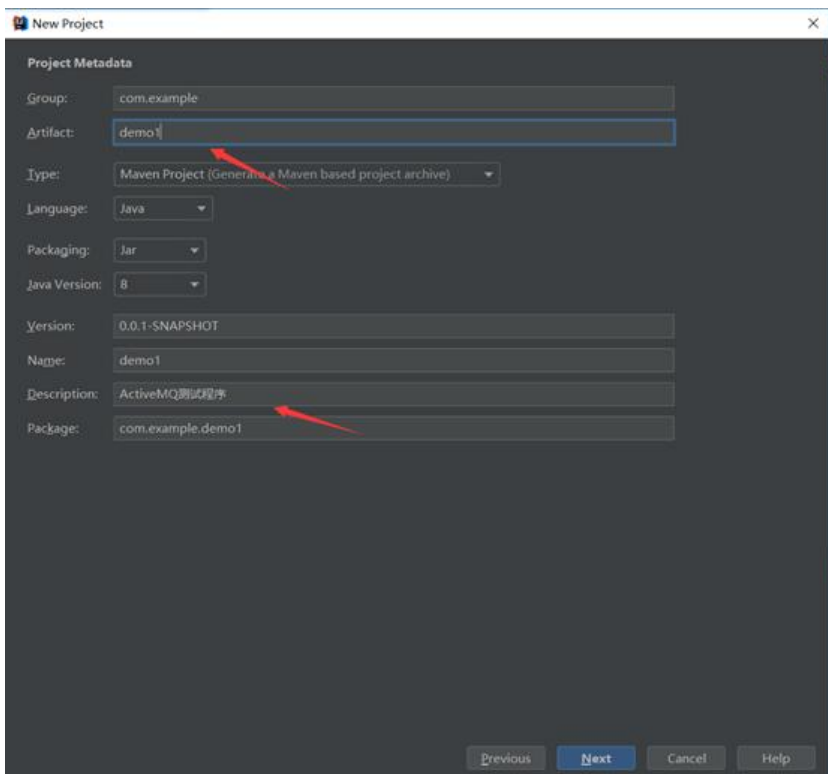 New Project
Project Metadata
Group: com.example
Artifact: demo1
Type: Maven Project (Generate a Maven based project archive)
Language: Java
Packaging: Jar
Java Version: 8
Version: 0.0.1-SNAPSHOT
Name: demo1
Description: ActiveMQ测试程序
Package: com.example.demo1
Previous Next Cancel Help